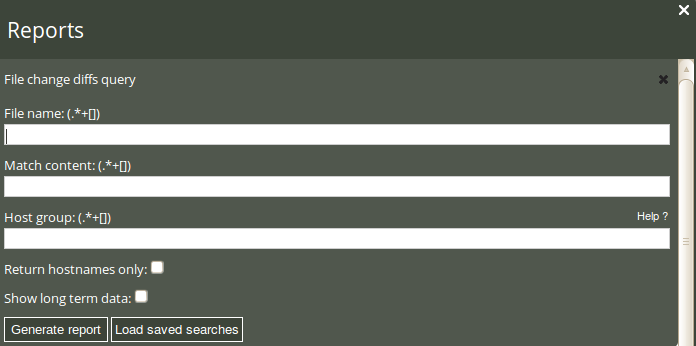 Reports
File change diffs query
File name: (.*+[])
Match content: (.*+[])
Host group: (.*+[])
Help ?
Return hostnames only:
Show long term data:
Generate report
Load saved searches